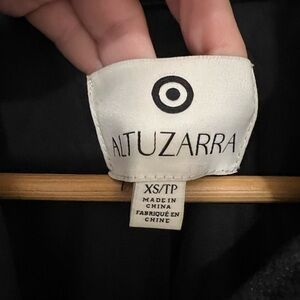 ALTUZARRA
XS/TP
MADE IN
CHINA
FABRIQUÉ EN
CHINE